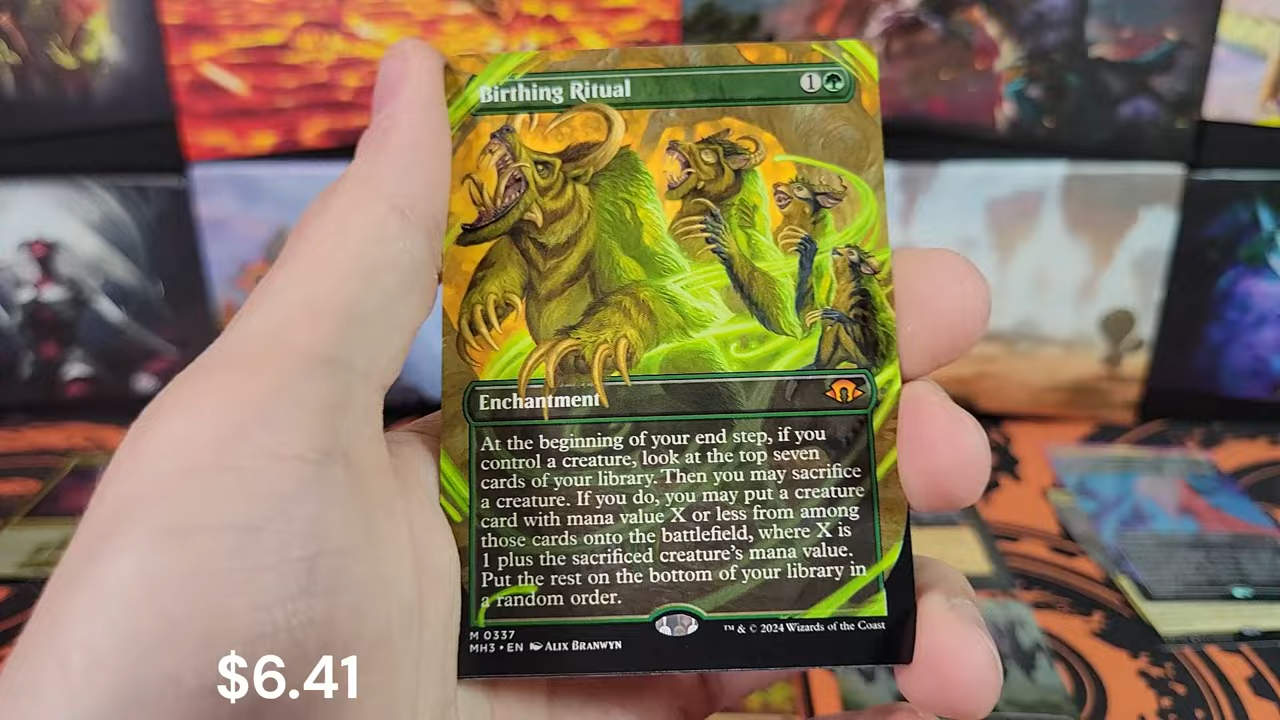 Birthing Ritual 1
Enchantment
At the beginning of your end step, if you
control a creature, look at the top seven
cards of your library. Then you may sacrifice
a creature. If you do, you may put a creature
card with mana value X or less from among
those cards onto the battlefield, where X is
1 plus the sacrificed creature's mana value.
Put the rest on the bottom of your library in
a random order.
M 0337
MH3 • EN ALIX BRANWYN
™ & © 2024 Wizards of the Coast
$6.41